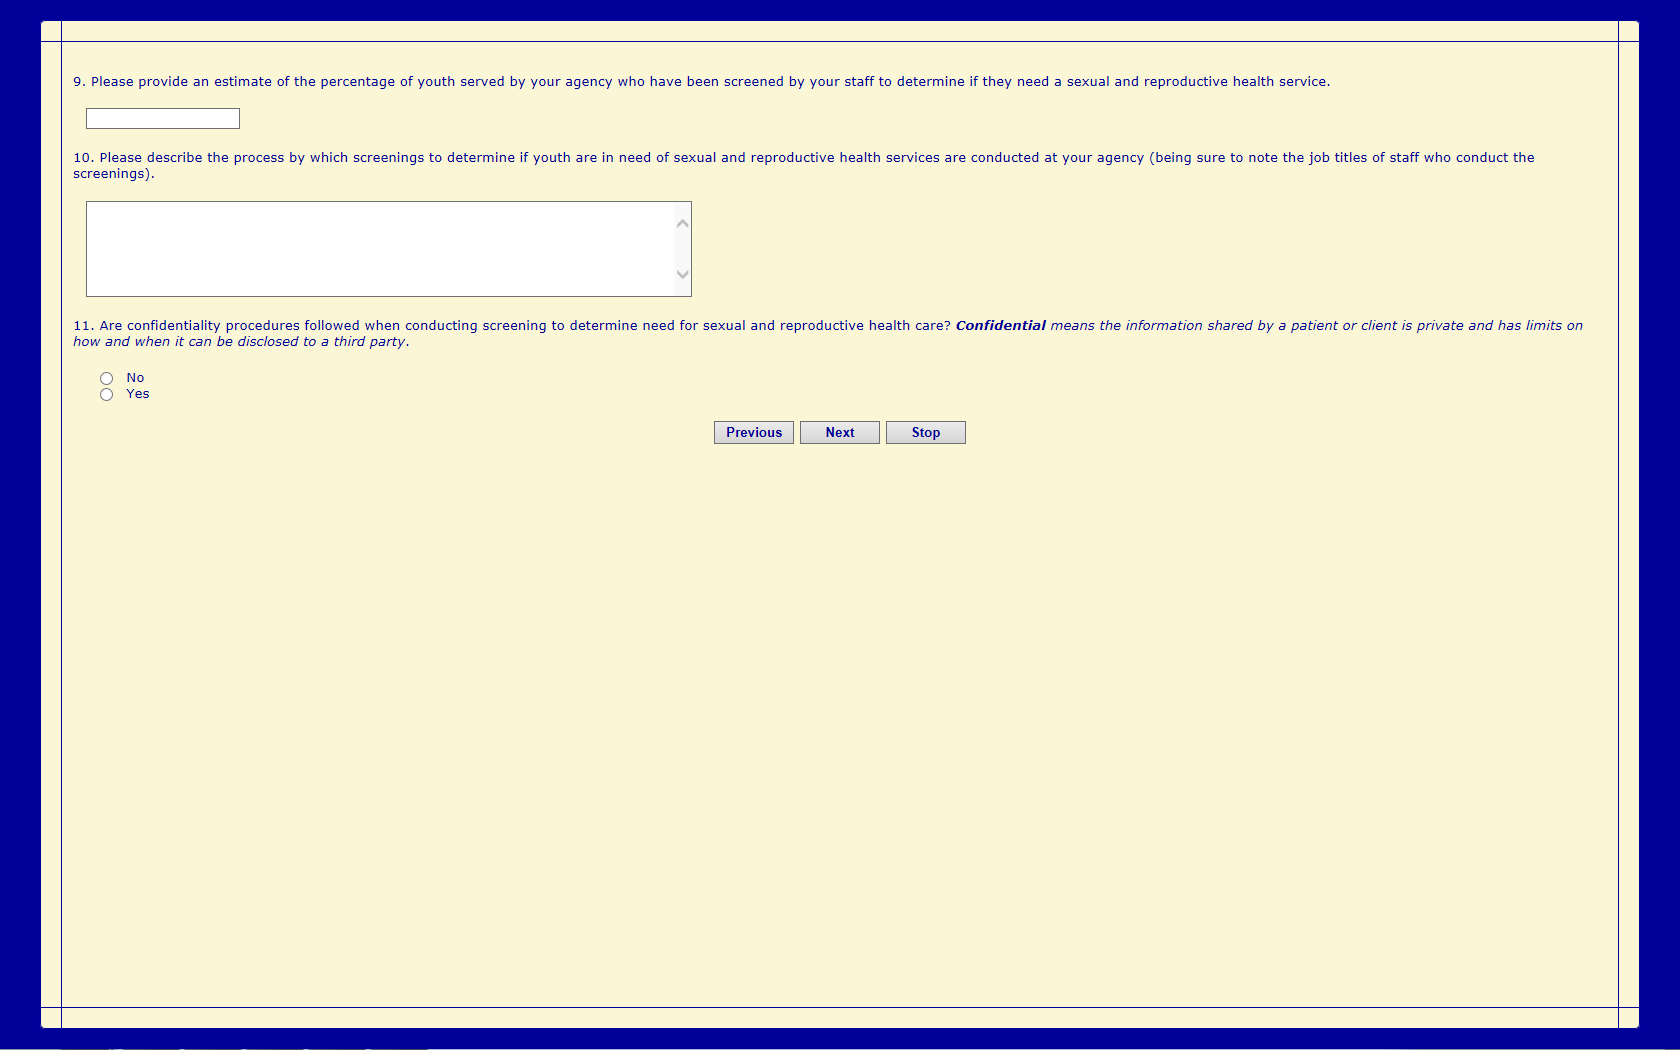 9. Please provide an estimate of the percentage of youth served by your agency who have been screened by your staff to determine if they need a sexual and reproductive health service.
10. Please describe the process by which screenings to determine if youth are in need of sexual and reproductive health services are conducted at your agency (being sure to note the job titles of staff who conduct the
screenings).
11. Are confidentiality procedures followed when conducting screening to determine need for sexual and reproductive health care? Confidential means the information shared by a patient or client is private and has limits on
how and when it can be disclosed to a third party.
No
Yes
Previous Next Stop